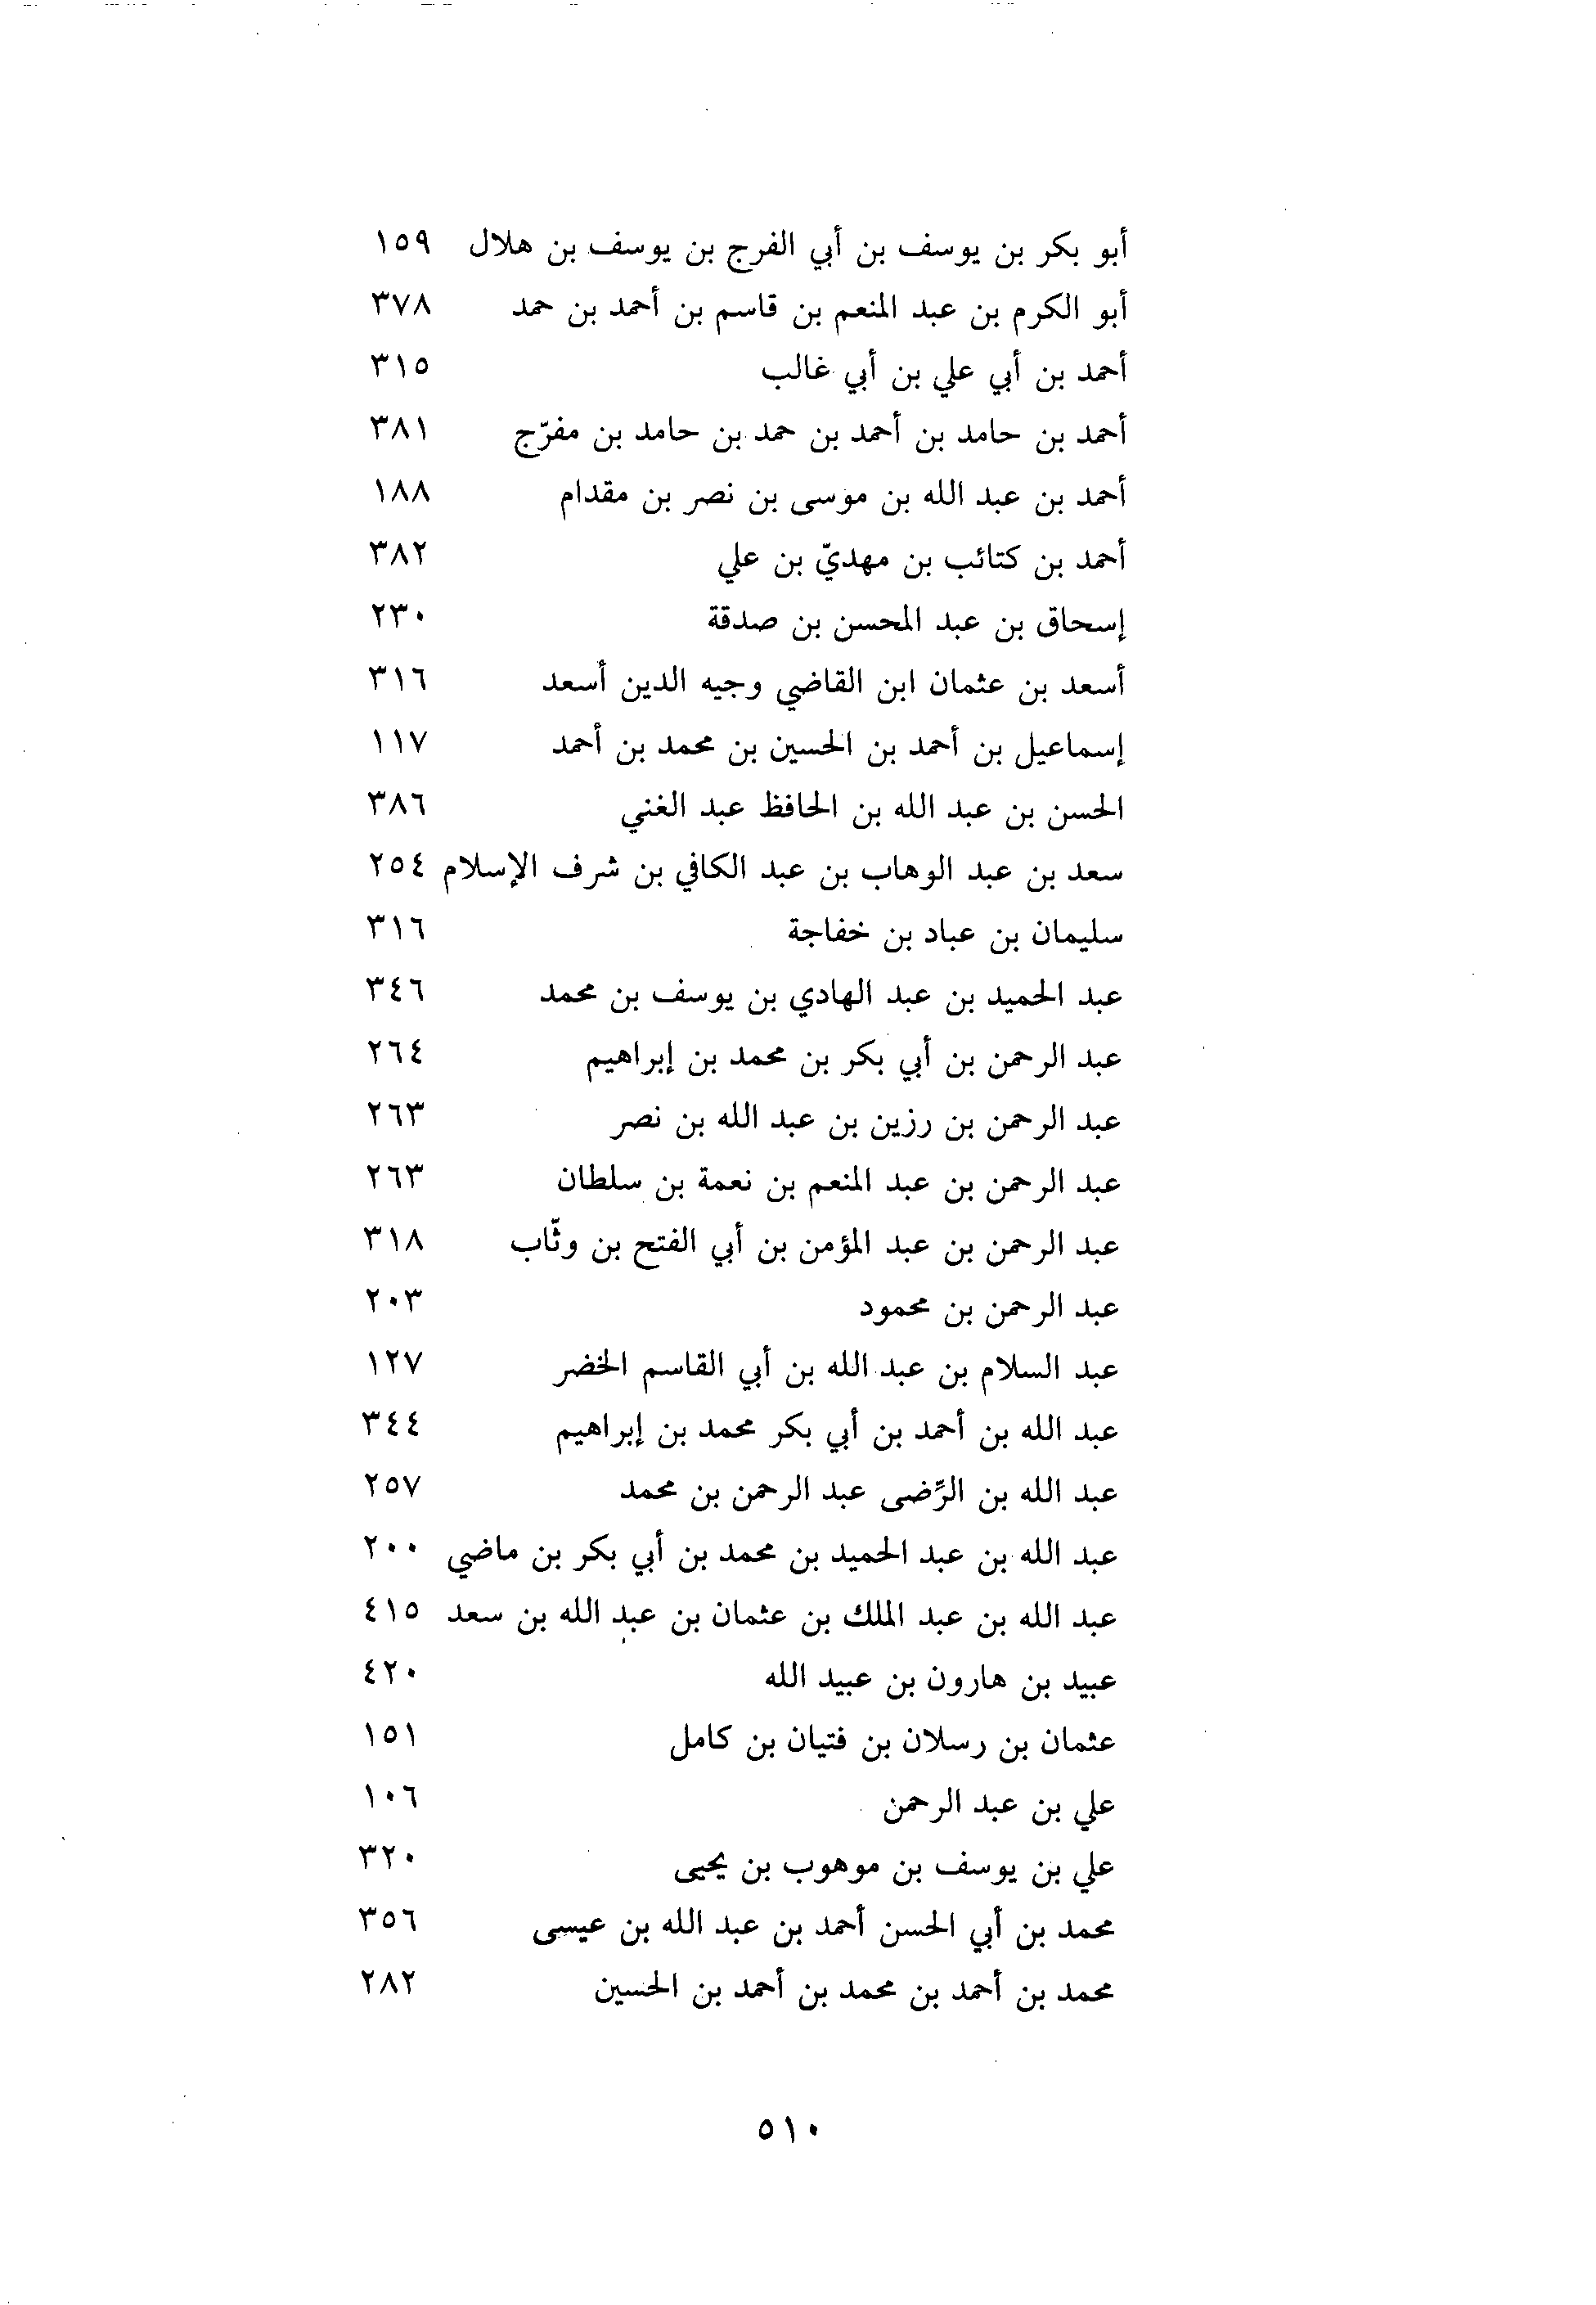 أبو بكر بن يوسف بن أبي الفرج بن يوسف بن هلال ١٥٩
أبو الكرم بن عبد المنعم بن قاسم بن أحمد بن حمد ٣٧٨
أحمد بن أبي علي بن أبي غالب ٣١٥
أحمد بن حامد بن أحمد بن حمد بن حامد بن مفرّج ٣٨١
أحمد بن عبد الله بن موسى بن نصر بن مقدام ١٨٨
أحمد بن كتائب بن مهديّ بن علي ٣٨٢
إسحاق بن عبد المحسن بن صدقة ٢٣٠
أسعد بن عثمان ابن القاضي وجيه الدين أسعد ٣١٦
إسماعيل بن أحمد بن الحسين بن محمد بن أحمد ١١٧
الحسن بن عبد الله بن الحافظ عبد الغني ٣٨٦
سعد بن عبد الوهاب بن عبد الكافي بن شرف الإسلام ٢٥٤
سليمان بن عباد بن خفاجة ٣١٦
عبد الحميد بن عبد الهادي بن يوسف بن محمد ٣٤٦
عبد الرحمن بن أبي بكر بن محمد بن إبراهيم ٢٦٤
عبد الرحمن بن رزين بن عبد الله بن نصر ٢٦٣
عبد الرحمن بن عبد المنعم بن نعمة بن سلطان ٢٦٣
عبد الرحمن بن عبد المؤمن بن أبي الفتح بن وثّاب ٣١٨
عبد الرحمن بن محمود ٢٠٣
عبد السلام بن عبد الله بن أبي القاسم الخضر ١٢٧
عبد الله بن أحمد بن أبي بكر محمد بن إبراهيم ٣٤٤
عبد الله بن الرِّضى عبد الرحمن بن محمد ٢٥٧
عبد الله بن عبد الحميد بن محمد بن أبي بكر بن ماضي ٢٠٠
عبد الله بن عبد الملك بن عثمان بن عبد الله بن سعد ٤١٥
عبيد بن هارون بن عبيد الله ٤٢٠
عثمان بن رسلان بن فتيان بن كامل ١٥١
علي بن عبد الرحمن ١٠٦
علي بن يوسف بن موهوب بن يحيى ٣٢٠
محمد بن أبي الحسن أحمد بن عبد الله بن عيسى ٣٥٦
محمد بن أحمد بن محمد بن أحمد بن الحسين ٢٨٢
٥١٠